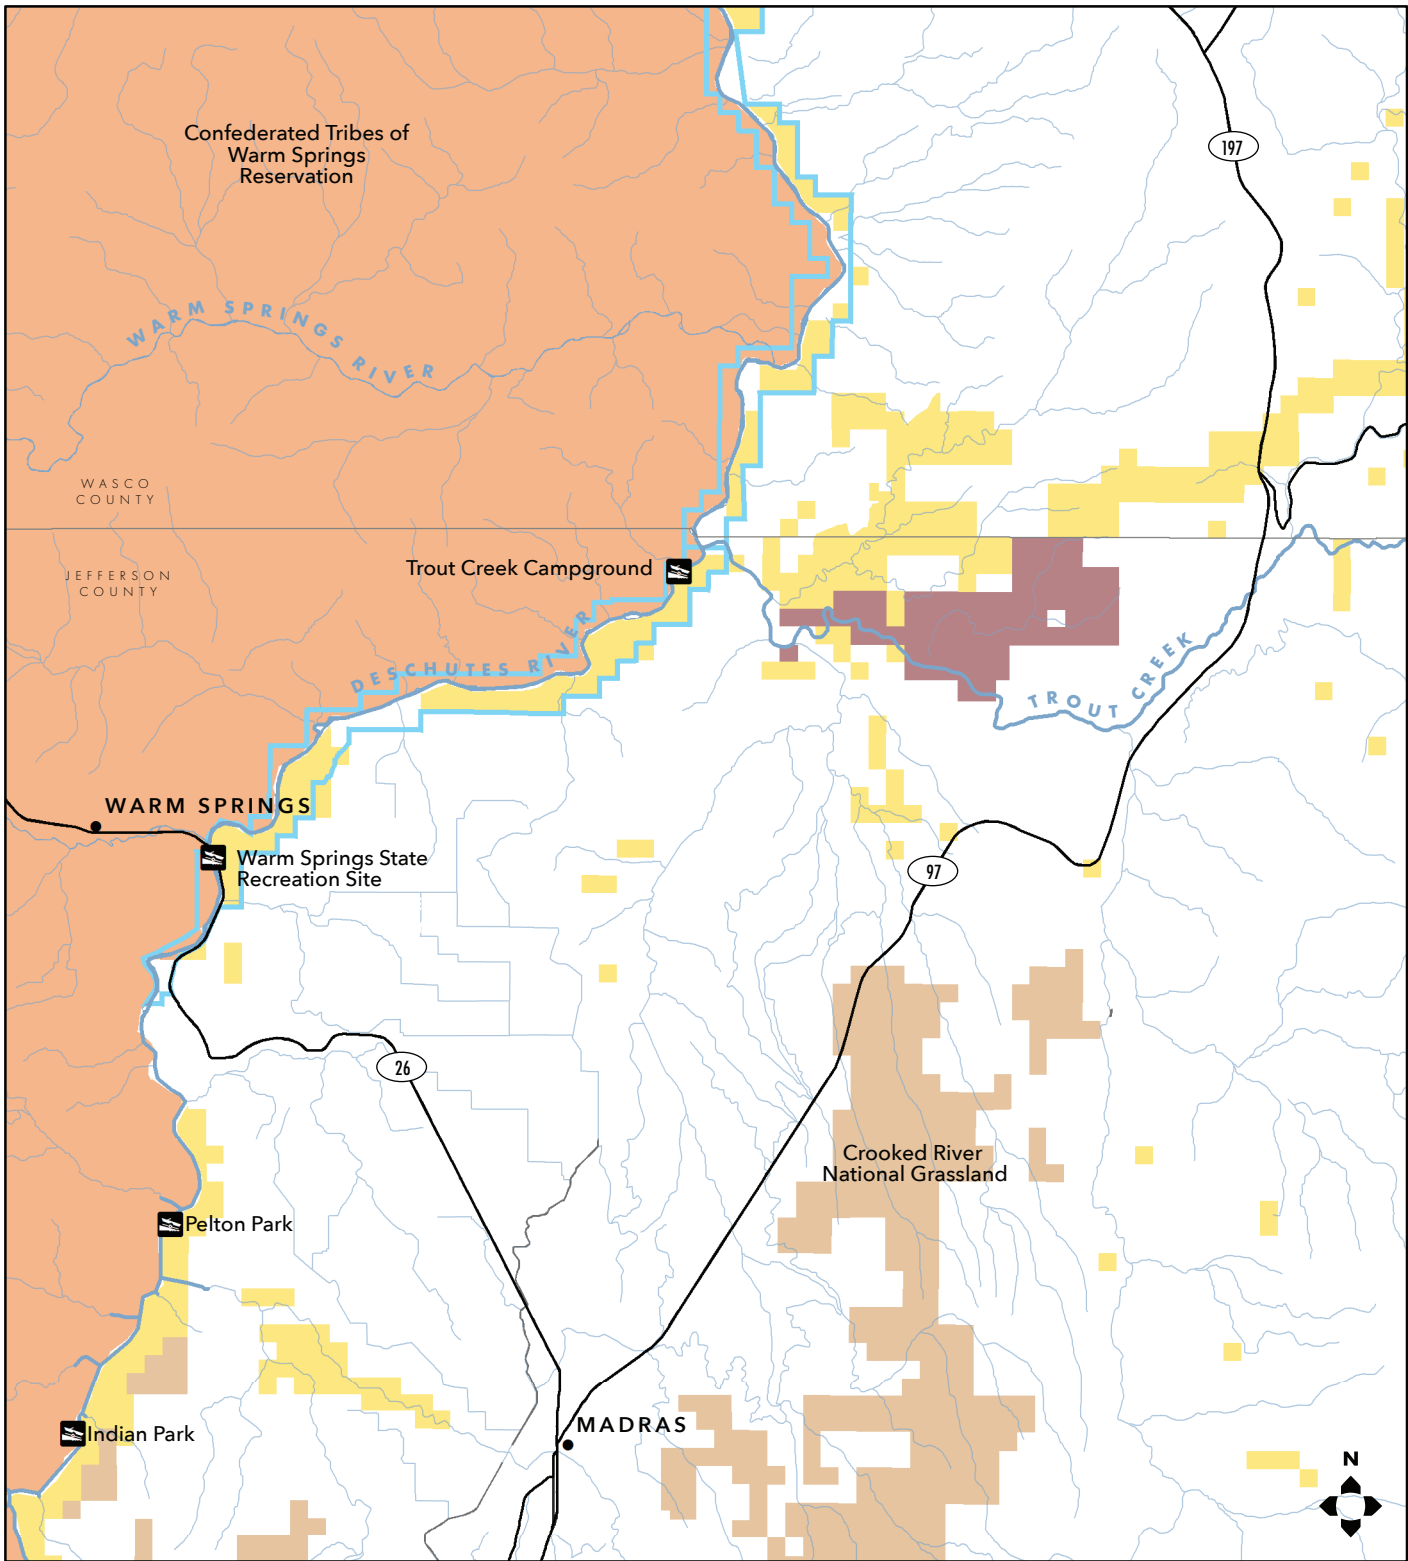 Confederated Tribes of
Warm Springs
Reservation
197
WARM SPRINGS RIVER
WASCO
COUNTY
JEFFERSON
COUNTY
Trout Creek Campground
DESCHUTES RIVER
TROUT CREEK
WARM SPRINGS
Warm Springs State
Recreation Site
97
26
Crooked River
National Grassland
Pelton Park
Indian Park
MADRAS
N